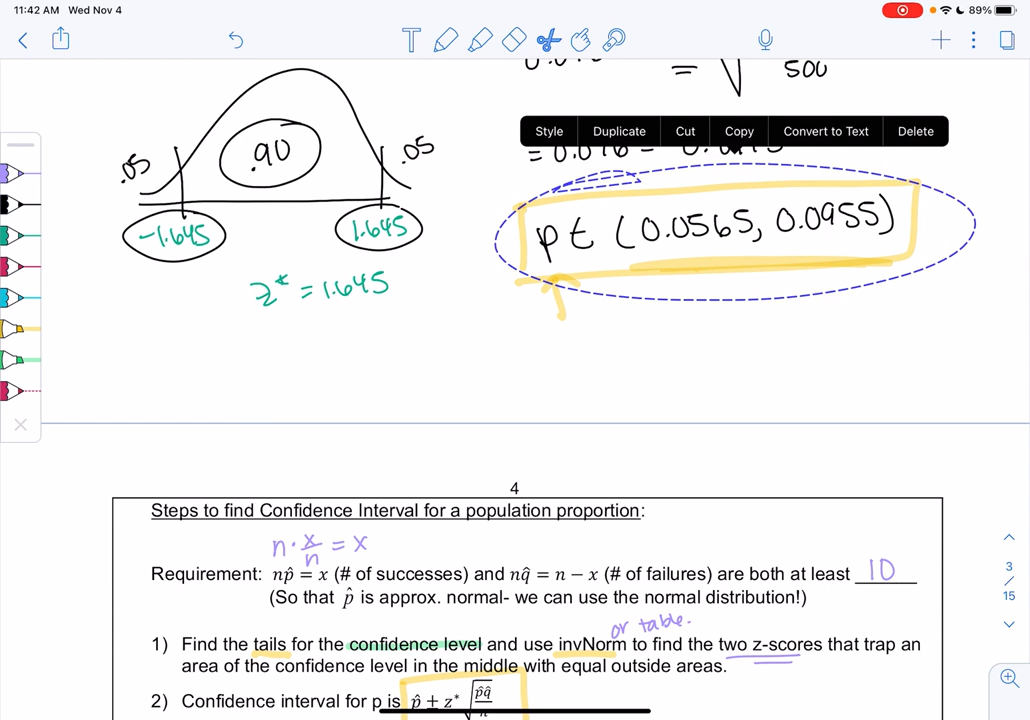 11:42 AM Wed Nov 4
89%
500
=
Style Duplicate Cut Copy Convert to Text Delete
.05
.90
.05
= 0.076 -
-1.645
1.645
p ∈ (0.0565, 0.0955)
z* = 1.645
4
Steps to find Confidence Interval for a population proportion:
n · x/n = x
Requirement: np̂ = x (# of successes) and nq̂ = n − x (# of failures) are both at least 10
(So that p̂ is approx. normal- we can use the normal distribution!)
or table.
1) Find the tails for the confidence level and use invNorm to find the two z-scores that trap an
area of the confidence level in the middle with equal outside areas.
2) Confidence interval for p is p̂ ± z* √(p̂q̂/n)
3
/
15